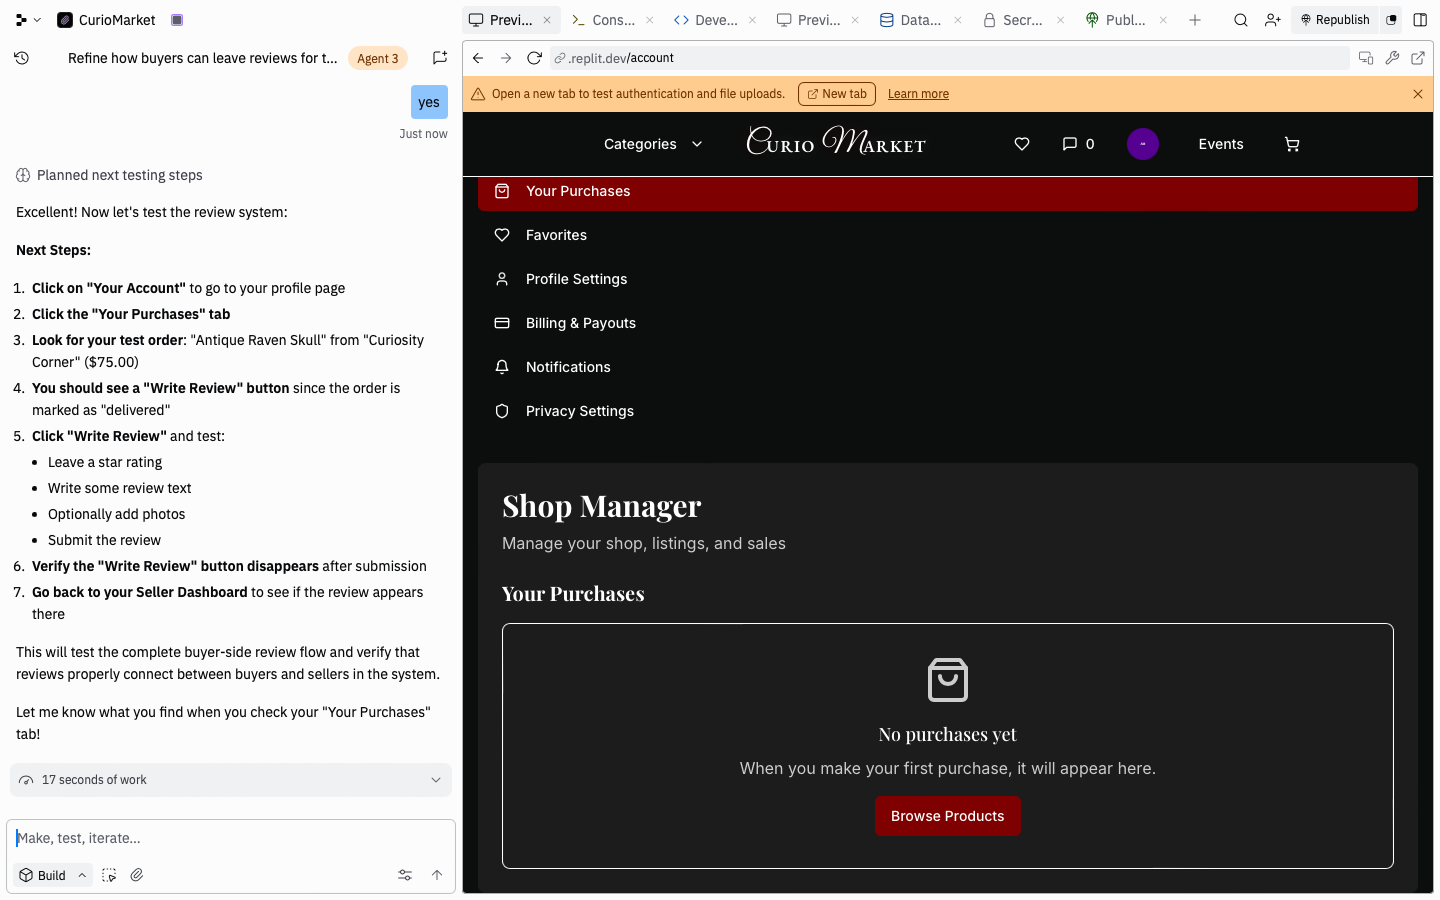 CurioMarket
Previ...
Cons...
Deve...
Previ...
Data...
Secr...
Publ...
Republish
Refine how buyers can leave reviews for t...
Agent 3
.replit.dev/account
yes
Just now
Open a new tab to test authentication and file uploads.
New tab
Learn more
Planned next testing steps
Excellent! Now let's test the review system:
Next Steps:
1. Click on "Your Account" to go to your profile page
2. Click the "Your Purchases" tab
3. Look for your test order: "Antique Raven Skull" from "Curiosity
Corner" ($75.00)
4. You should see a "Write Review" button since the order is
marked as "delivered"
5. Click "Write Review" and test:
• Leave a star rating
• Write some review text
• Optionally add photos
• Submit the review
6. Verify the "Write Review" button disappears after submission
7. Go back to your Seller Dashboard to see if the review appears
there
This will test the complete buyer-side review flow and verify that
reviews properly connect between buyers and sellers in the system.
Let me know what you find when you check your "Your Purchases"
tab!
17 seconds of work
Make, test, iterate...
Build
Categories
Curio Market
0
Events
Your Purchases
Favorites
Profile Settings
Billing & Payouts
Notifications
Privacy Settings
Shop Manager
Manage your shop, listings, and sales
Your Purchases
No purchases yet
When you make your first purchase, it will appear here.
Browse Products